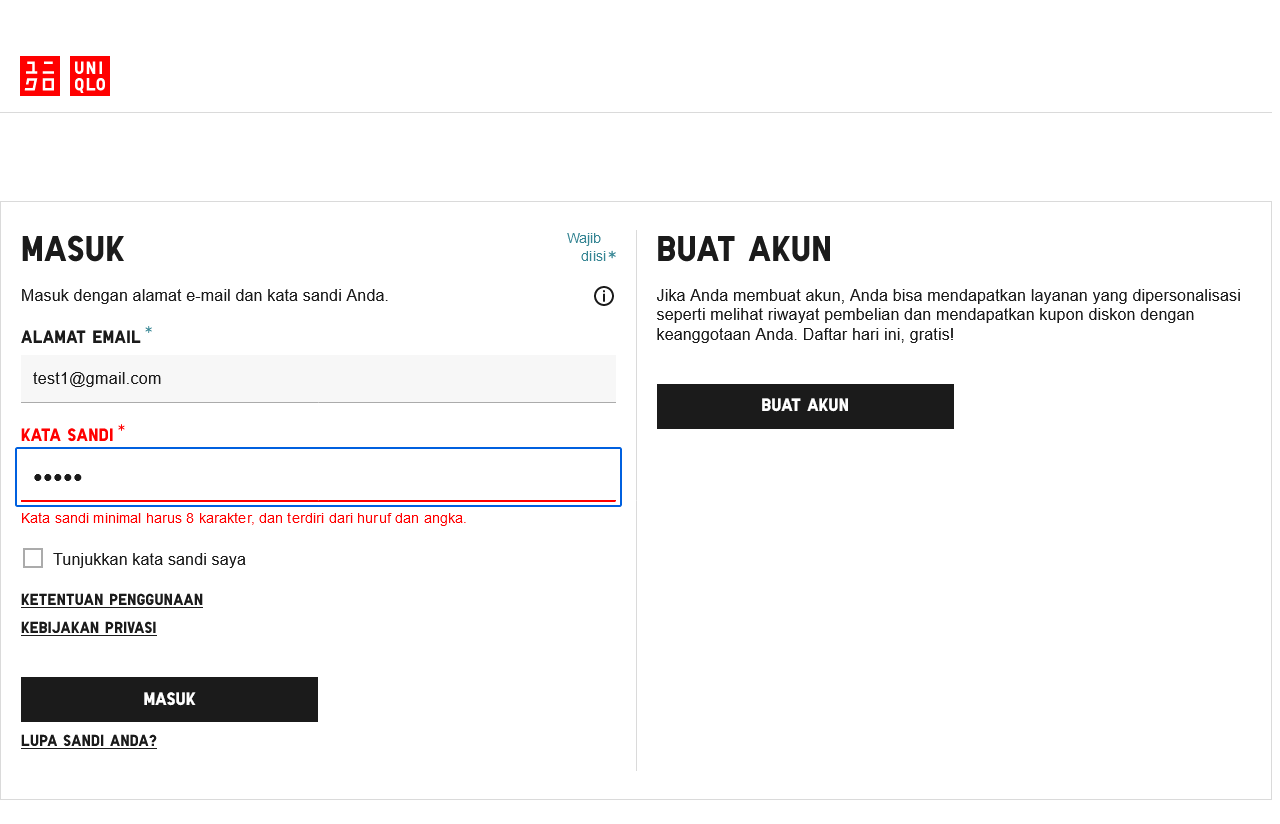 ユニ UNI
クロ QLO
MASUK
Wajib
diisi*
Masuk dengan alamat e-mail dan kata sandi Anda.
ALAMAT EMAIL *
test1@gmail.com
KATA SANDI *
•••••
Kata sandi minimal harus 8 karakter, dan terdiri dari huruf dan angka.
Tunjukkan kata sandi saya
KETENTUAN PENGGUNAAN
KEBIJAKAN PRIVASI
MASUK
LUPA SANDI ANDA?
BUAT AKUN
Jika Anda membuat akun, Anda bisa mendapatkan layanan yang dipersonalisasi
seperti melihat riwayat pembelian dan mendapatkan kupon diskon dengan
keanggotaan Anda. Daftar hari ini, gratis!
BUAT AKUN